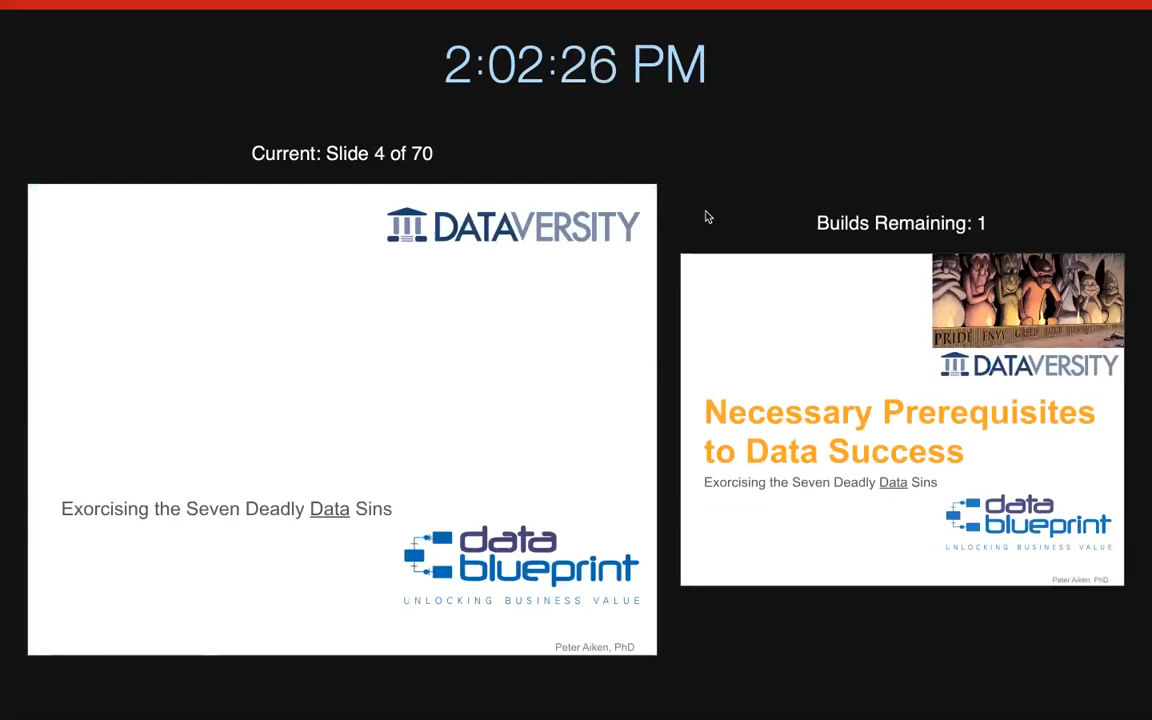 2:02:26 PM
Current: Slide 4 of 70
DATAVERSITY
Exorcising the Seven Deadly Data Sins
data
blueprint
UNLOCKING BUSINESS VALUE
Peter Aiken, PhD
Builds Remaining: 1
PRIDE ENVY
DATAVERSITY
Necessary Prerequisites
to Data Success
Exorcising the Seven Deadly Data Sins
data
blueprint
UNLOCKING BUSINESS VALUE
Peter Aiken, PhD